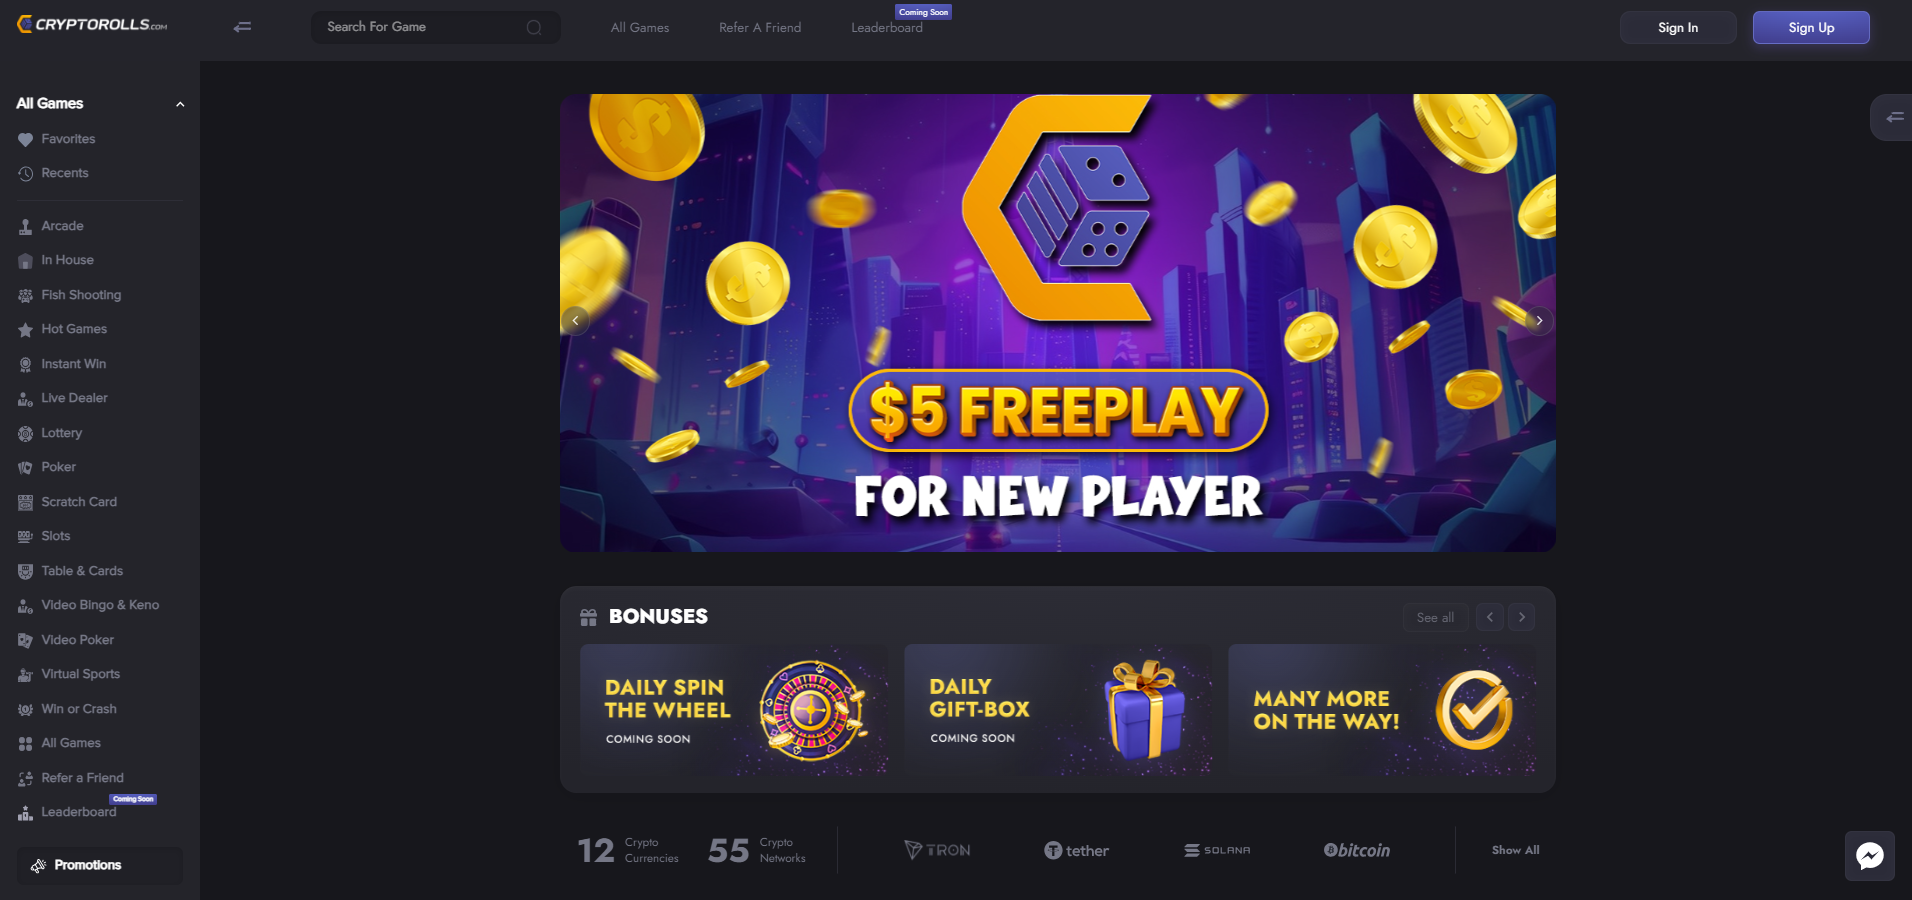 CRYPTOROLLS.COM
Search For Game
All Games
Refer A Friend
Coming Soon
Leaderboard
Sign In
Sign Up
All Games
Favorites
Recents
Arcade
In House
Fish Shooting
Hot Games
Instant Win
Live Dealer
Lottery
Poker
Scratch Card
Slots
Table & Cards
Video Bingo & Keno
Video Poker
Virtual Sports
Win or Crash
All Games
Refer a Friend
Coming Soon
Leaderboard
Promotions
$5 FREEPLAY
FOR NEW PLAYER
BONUSES
See all
DAILY SPIN
THE WHEEL
COMING SOON
DAILY
GIFT-BOX
COMING SOON
MANY MORE
ON THE WAY!
12 Crypto
Currencies
55 Crypto
Networks
TRON
tether
SOLANA
bitcoin
Show All